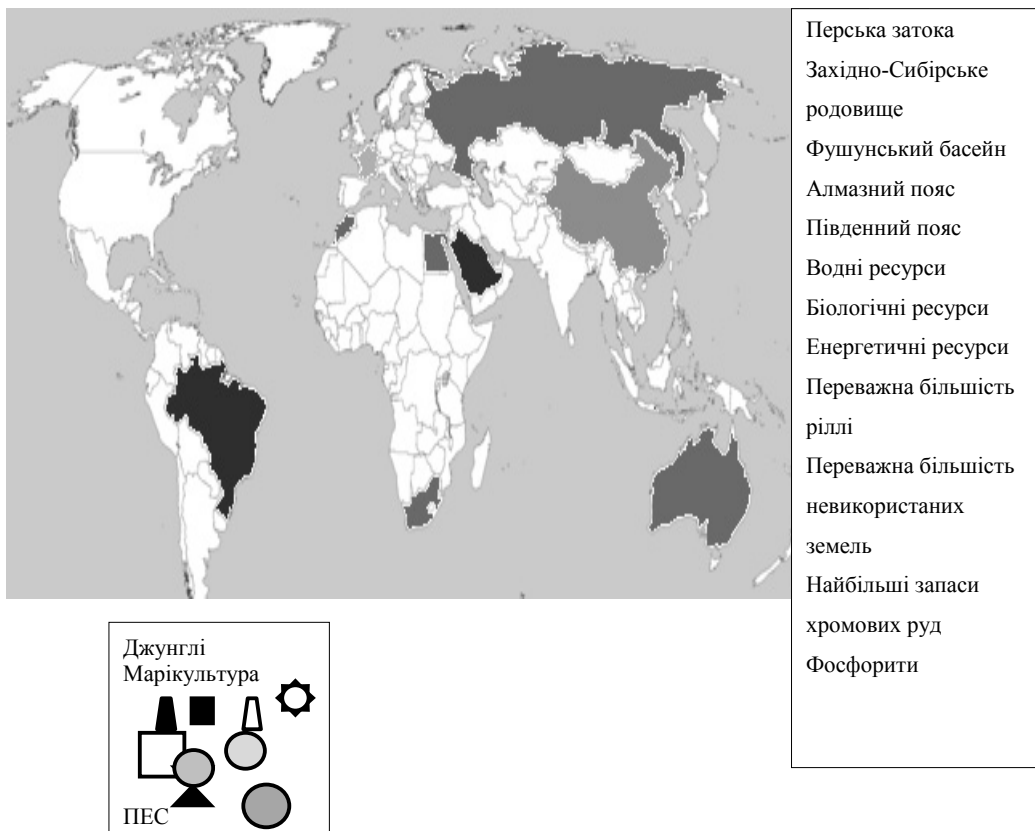 Перська затока
Західно-Сибірське
родовище
Фушунський басейн
Алмазний пояс
Південний пояс
Водні ресурси
Біологічні ресурси
Енергетичні ресурси
Переважна більшість
ріллі
Переважна більшість
невикористаних
земель
Найбільші запаси
хромових руд
Фосфорити
Джунглі
Марікультура
ПЕС